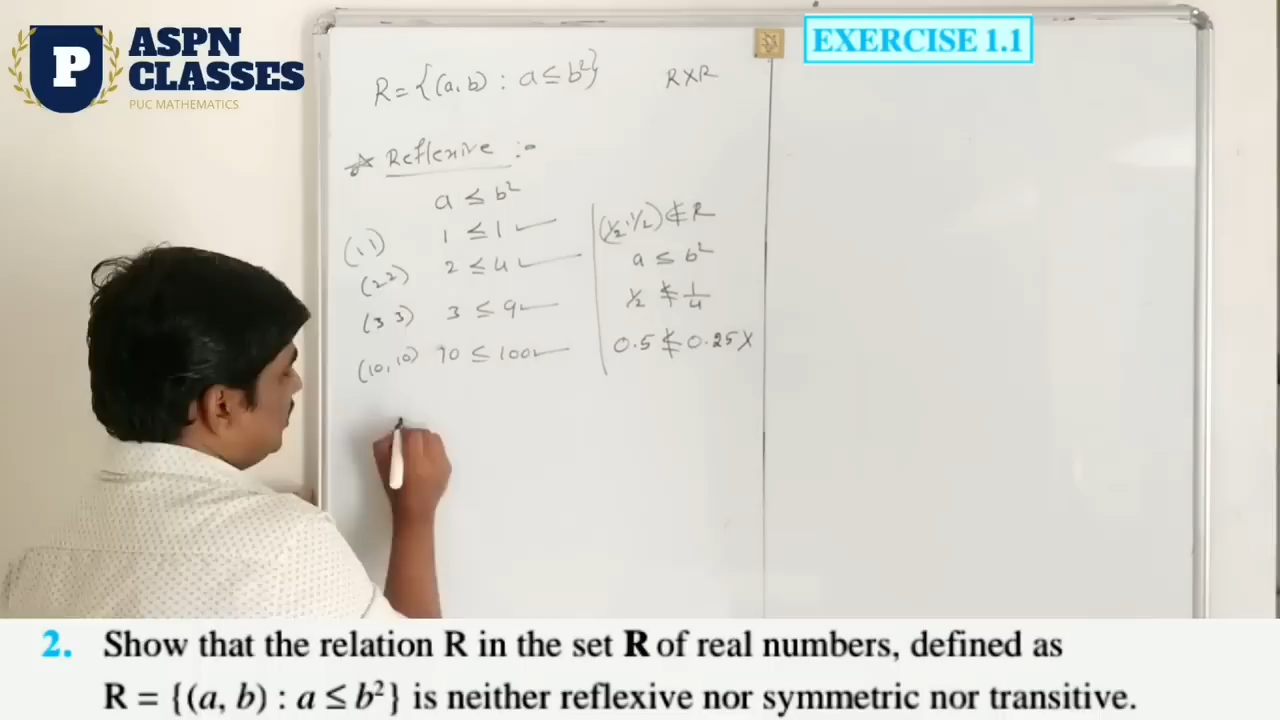 P
ASPN
CLASSES
PUC MATHEMATICS
EXERCISE 1.1
R = {(a, b) : a ≤ b²}
R×R
☆ Reflexive :-
a ≤ b²
(1,1) 1 ≤ 1 ✓
(2 2) 2 ≤ 4 ✓
(3 3) 3 ≤ 9 ✓
(10, 10) 10 ≤ 100 ✓
(1/2, 1/2) ∉ R
a ≤ b²
1/2 ≰ 1/4
0.5 ≰ 0.25 X
2. Show that the relation R in the set R of real numbers, defined as
R = {(a, b) : a ≤ b²} is neither reflexive nor symmetric nor transitive.